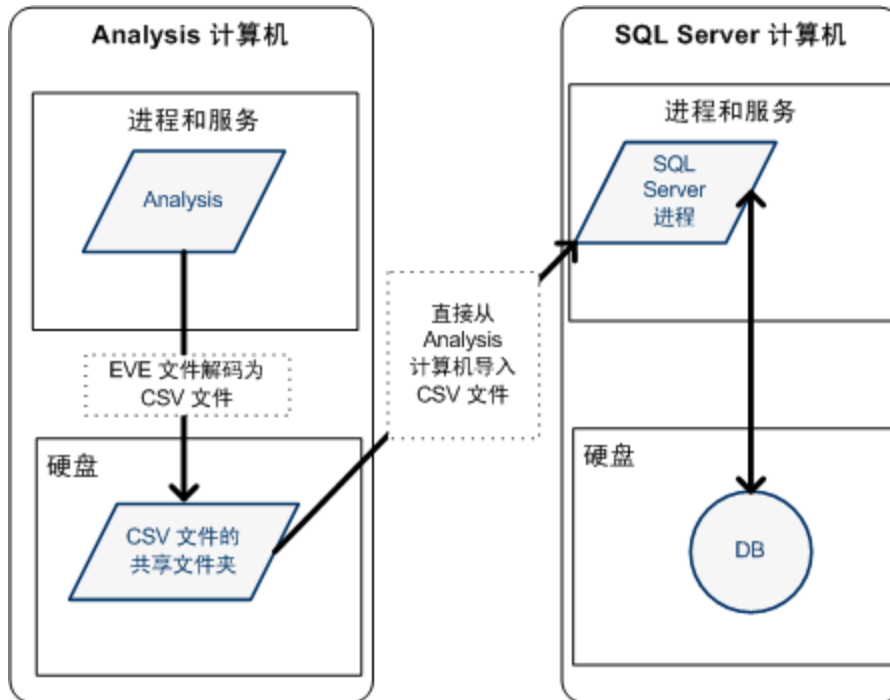 Analysis 计算机
进程和服务
Analysis
EVE 文件解码为
CSV 文件
硬盘
CSV 文件的
共享文件夹
直接从
Analysis
计算机导入
CSV 文件
SQL Server 计算机
进程和服务
SQL
Server
进程
硬盘
DB